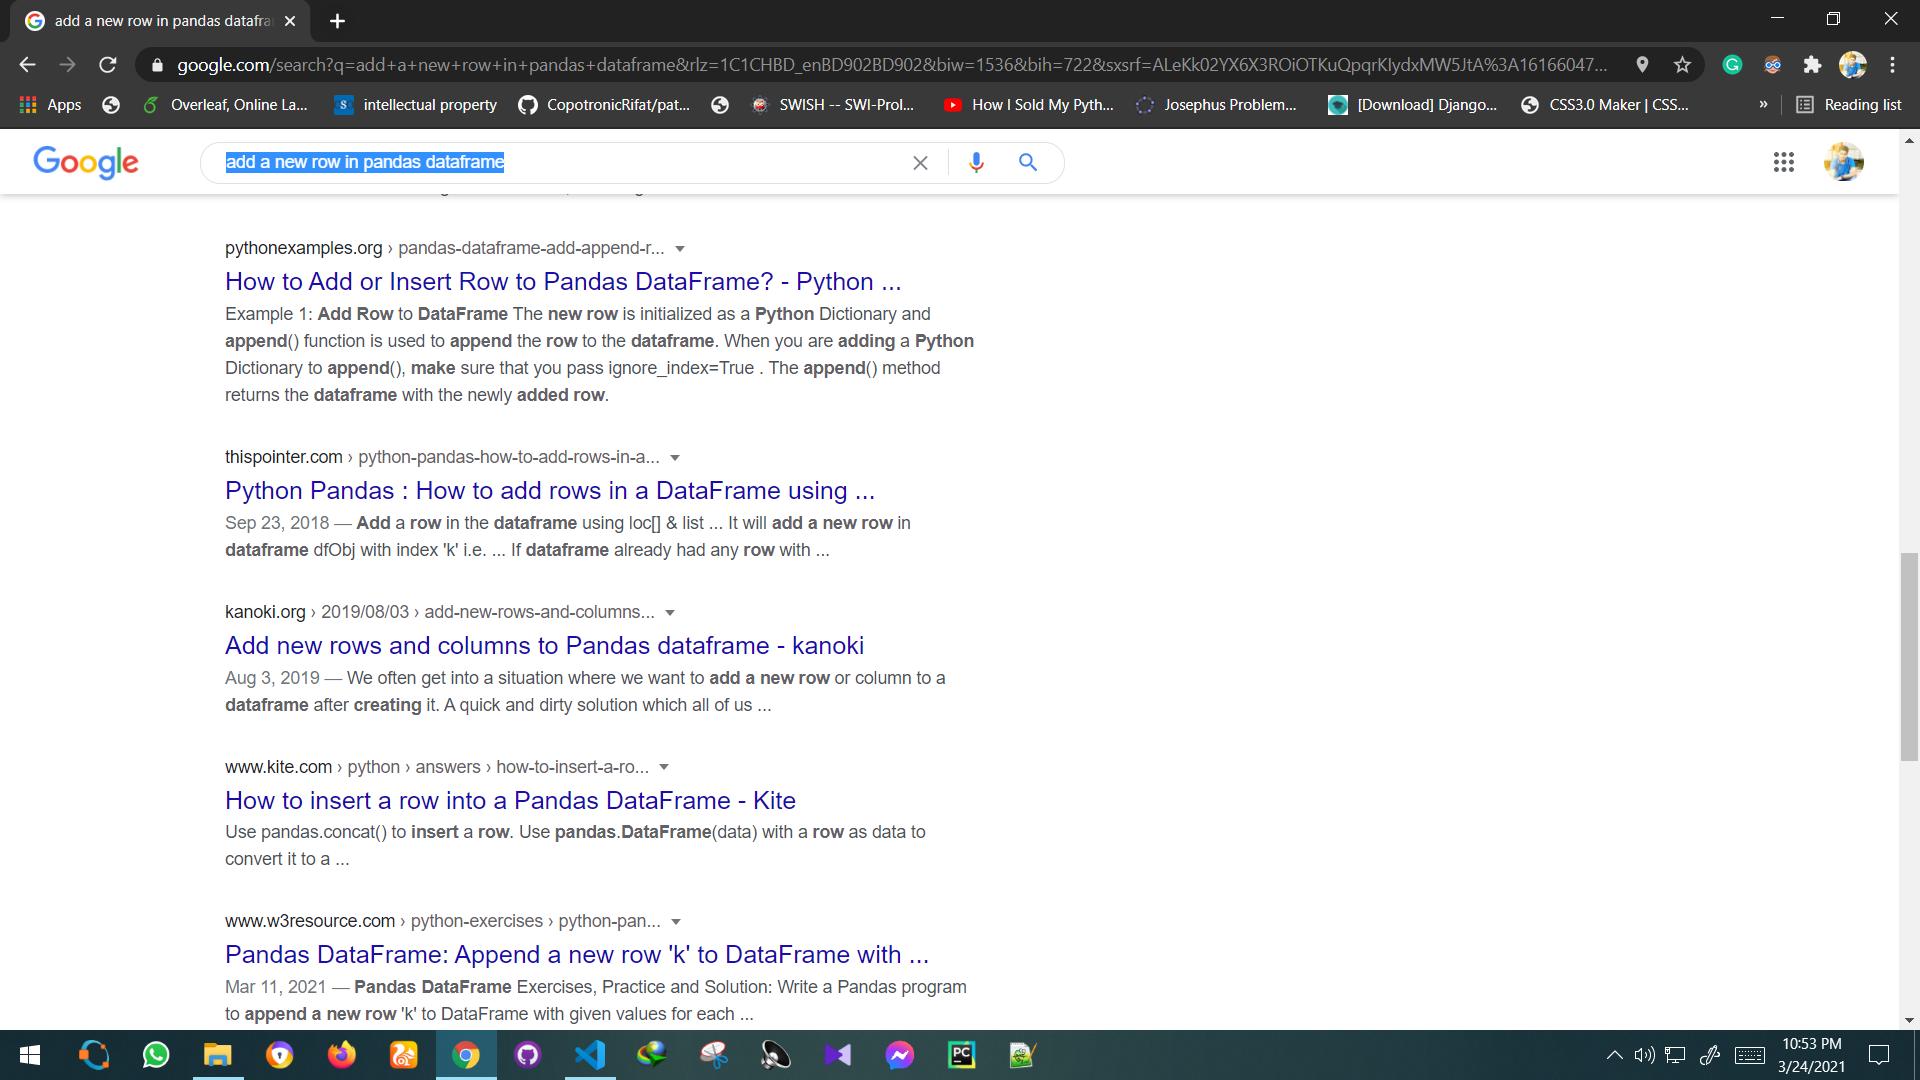 add a new row in pandas datafra
google.com/search?q=add+a+new+row+in+pandas+dataframe&rlz=1C1CHBD_enBD902BD902&biw=1536&bih=722&sxsrf=ALeKk02YX6X3ROiOTKuQpqrKIydxMW5JtA%3A16166047...
Apps Overleaf, Online La... intellectual property CopotronicRifat/pat... SWISH -- SWI-Prol... How I Sold My Pyth... Josephus Problem... [Download] Django... CSS3.0 Maker | CSS... » Reading list
Google add a new row in pandas dataframe
pythonexamples.org › pandas-dataframe-add-append-r...
How to Add or Insert Row to Pandas DataFrame? - Python ...
Example 1: Add Row to DataFrame The new row is initialized as a Python Dictionary and
append() function is used to append the row to the dataframe. When you are adding a Python
Dictionary to append(), make sure that you pass ignore_index=True . The append() method
returns the dataframe with the newly added row.
thispointer.com › python-pandas-how-to-add-rows-in-a...
Python Pandas : How to add rows in a DataFrame using ...
Sep 23, 2018 — Add a row in the dataframe using loc[] & list ... It will add a new row in
dataframe dfObj with index 'k' i.e. ... If dataframe already had any row with ...
kanoki.org › 2019/08/03 › add-new-rows-and-columns...
Add new rows and columns to Pandas dataframe - kanoki
Aug 3, 2019 — We often get into a situation where we want to add a new row or column to a
dataframe after creating it. A quick and dirty solution which all of us ...
www.kite.com › python › answers › how-to-insert-a-ro...
How to insert a row into a Pandas DataFrame - Kite
Use pandas.concat() to insert a row. Use pandas.DataFrame(data) with a row as data to
convert it to a ...
www.w3resource.com › python-exercises › python-pan...
Pandas DataFrame: Append a new row 'k' to DataFrame with ...
Mar 11, 2021 — Pandas DataFrame Exercises, Practice and Solution: Write a Pandas program
to append a new row 'k' to DataFrame with given values for each ...
PC
10:53 PM
3/24/2021